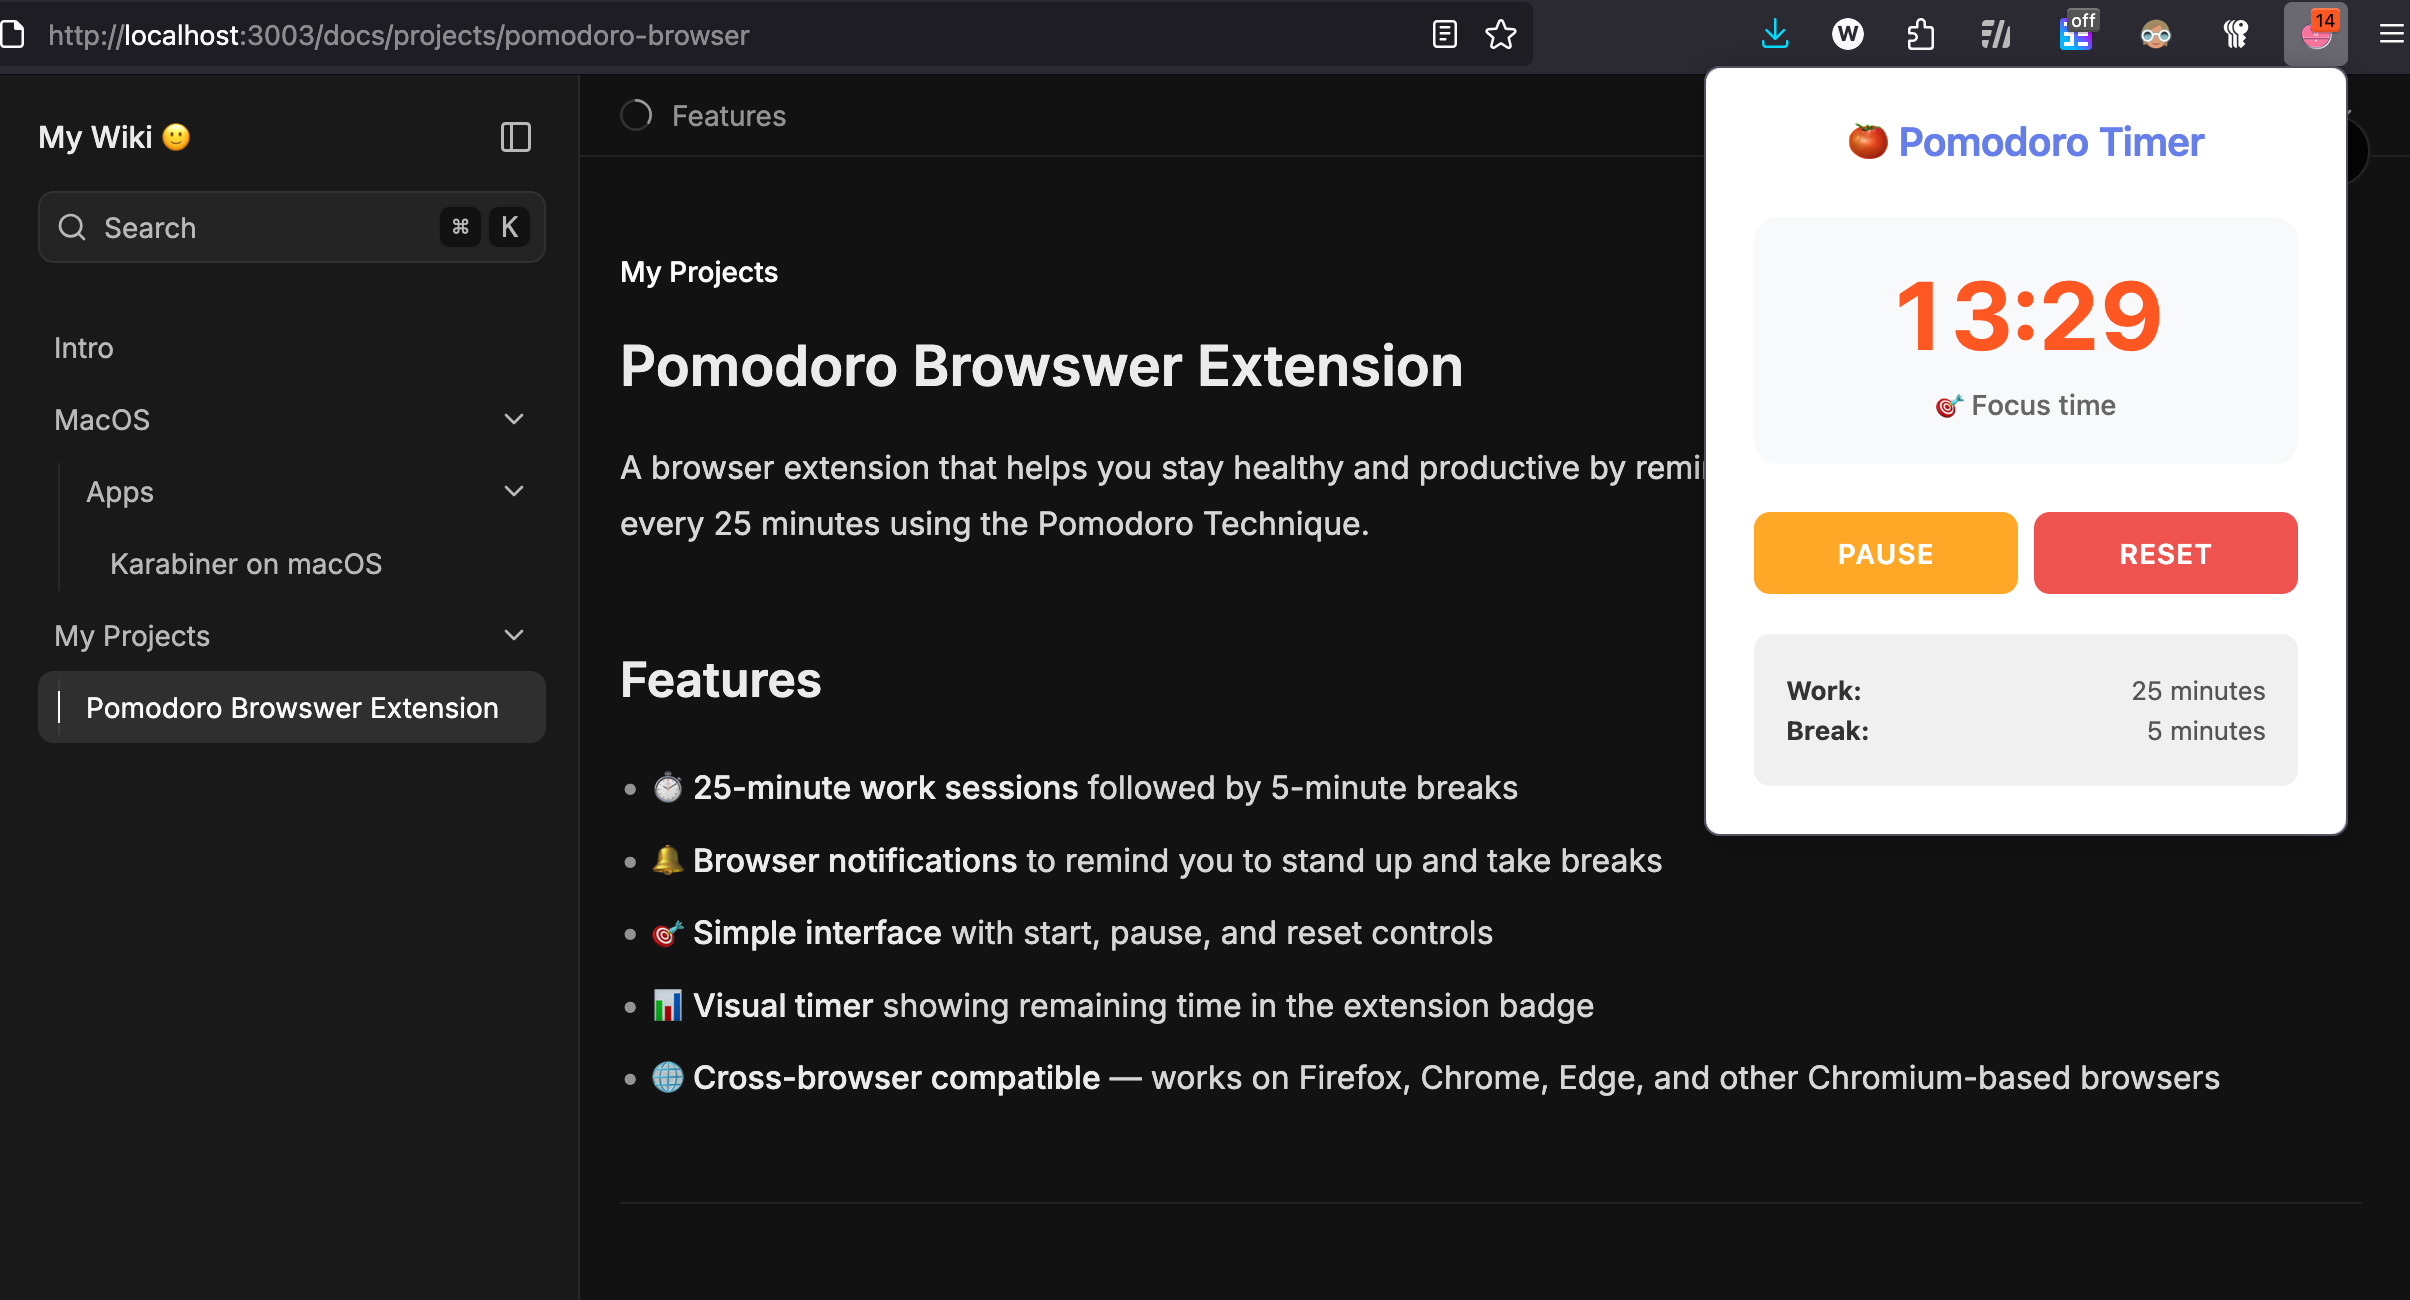 http://localhost:3003/docs/projects/pomodoro-browser
off
14
My Wiki 🙂
Search ⌘ K
Intro
MacOS
Apps
Karabiner on macOS
My Projects
Pomodoro Browswer Extension
Features
My Projects
Pomodoro Browswer Extension
A browser extension that helps you stay healthy and productive by
every 25 minutes using the Pomodoro Technique.
Features
• ⏱️ 25-minute work sessions followed by 5-minute breaks
• 🔔 Browser notifications to remind you to stand up and take breaks
• 🎯 Simple interface with start, pause, and reset controls
• 📊 Visual timer showing remaining time in the extension badge
• 🌐 Cross-browser compatible — works on Firefox, Chrome, Edge, and other Chromium-based browsers
🍅 Pomodoro Timer
13:29
🎯 Focus time
PAUSE RESET
Work: 25 minutes
Break: 5 minutes